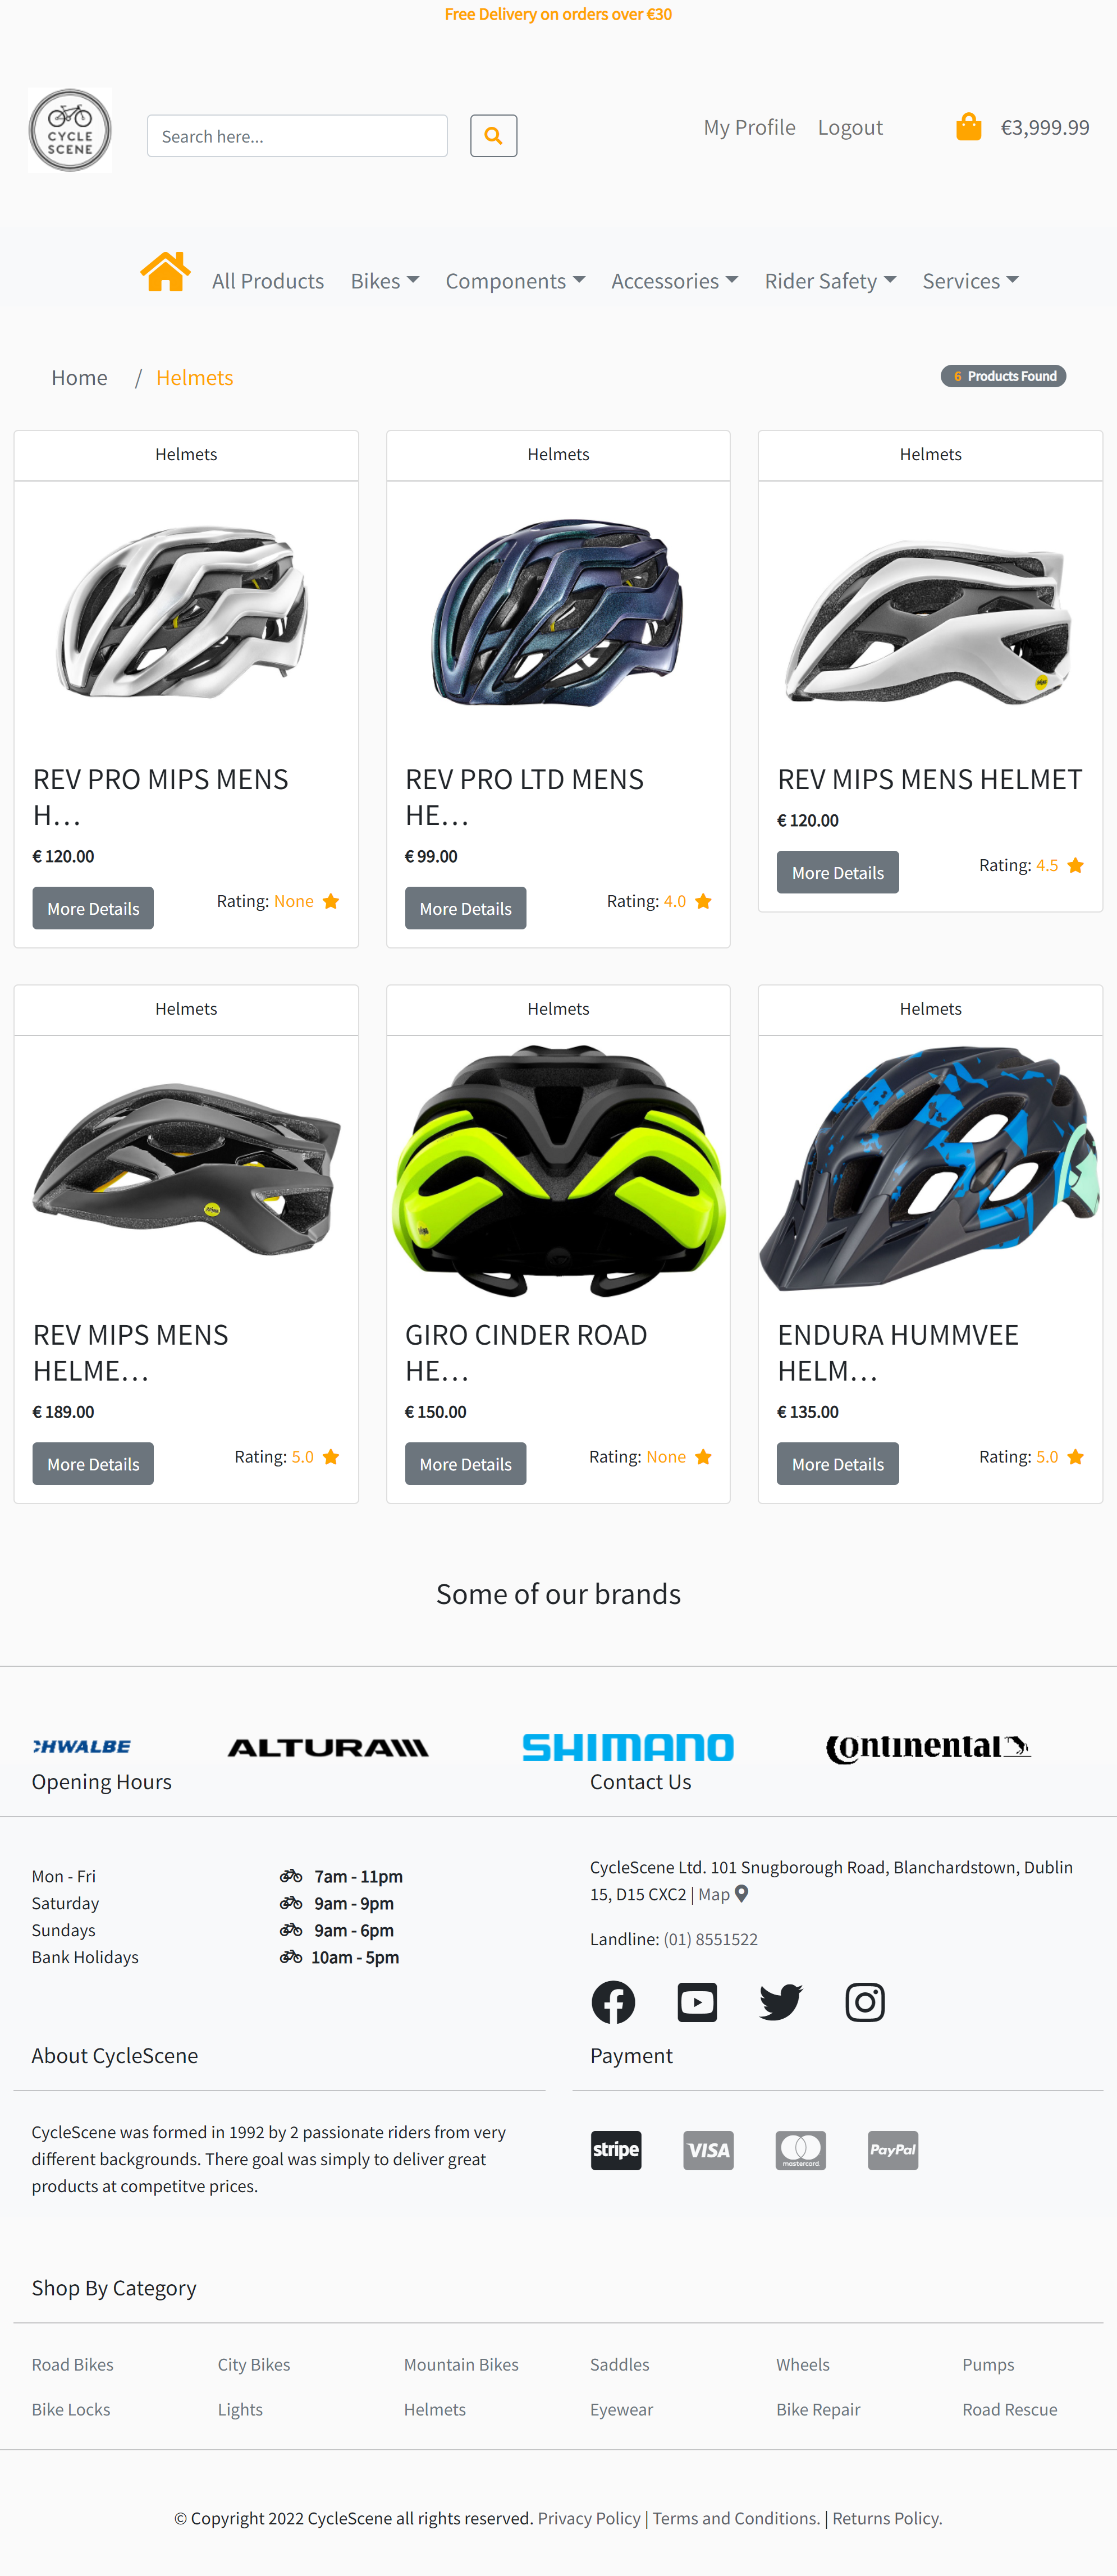 Free Delivery on orders over €30
CYCLE
SCENE
Search here...
My Profile Logout €3,999.99
All Products Bikes Components Accessories Rider Safety Services
Home / Helmets
6 Products Found
Helmets
REV PRO MIPS MENS
H…
€ 120.00
More Details
Rating: None
Helmets
REV PRO LTD MENS
HE…
€ 99.00
More Details
Rating: 4.0
Helmets
REV MIPS MENS HELMET
€ 120.00
More Details
Rating: 4.5
Helmets
REV MIPS MENS
HELME…
€ 189.00
More Details
Rating: 5.0
Helmets
GIRO CINDER ROAD
HE…
€ 150.00
More Details
Rating: None
Helmets
ENDURA HUMMVEE
HELM…
€ 135.00
More Details
Rating: 5.0
Some of our brands
CHWALBE ALTURA SHIMANO Continental
Opening Hours
Mon - Fri 7am - 11pm
Saturday 9am - 9pm
Sundays 9am - 6pm
Bank Holidays 10am - 5pm
Contact Us
CycleScene Ltd. 101 Snugborough Road, Blanchardstown, Dublin
15, D15 CXC2 | Map
Landline: (01) 8551522
About CycleScene
CycleScene was formed in 1992 by 2 passionate riders from very
different backgrounds. There goal was simply to deliver great
products at competitve prices.
Payment
stripe VISA mastercard PayPal
Shop By Category
Road Bikes City Bikes Mountain Bikes Saddles Wheels Pumps
Bike Locks Lights Helmets Eyewear Bike Repair Road Rescue
© Copyright 2022 CycleScene all rights reserved. Privacy Policy | Terms and Conditions. | Returns Policy.